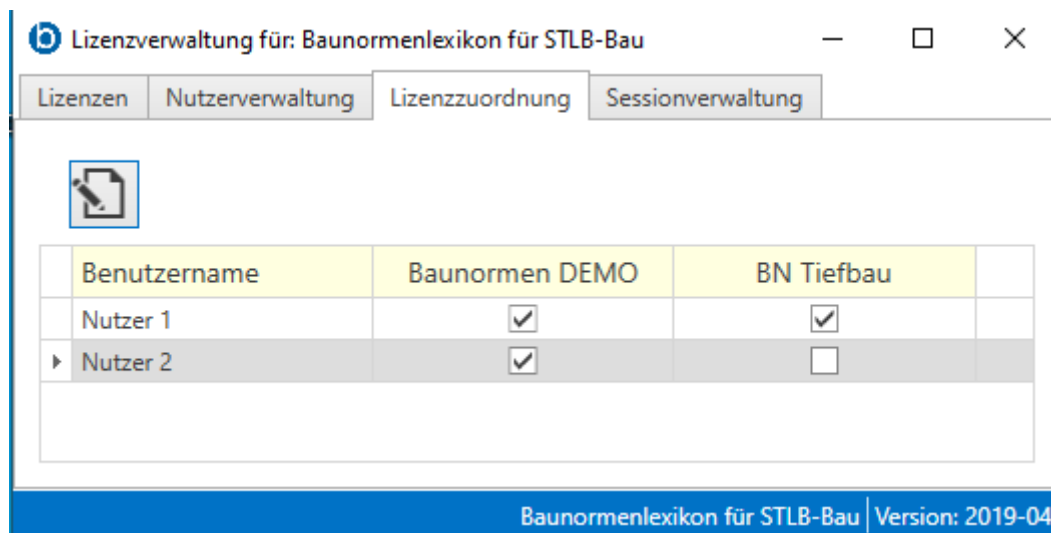 Lizenzverwaltung für: Baunormenlexikon für STLB-Bau
Lizenzen Nutzerverwaltung Lizenzzuordnung Sessionverwaltung
Benutzername Baunormen DEMO BN Tiefbau
Nutzer 1
Nutzer 2
Baunormenlexikon für STLB-Bau Version: 2019-04